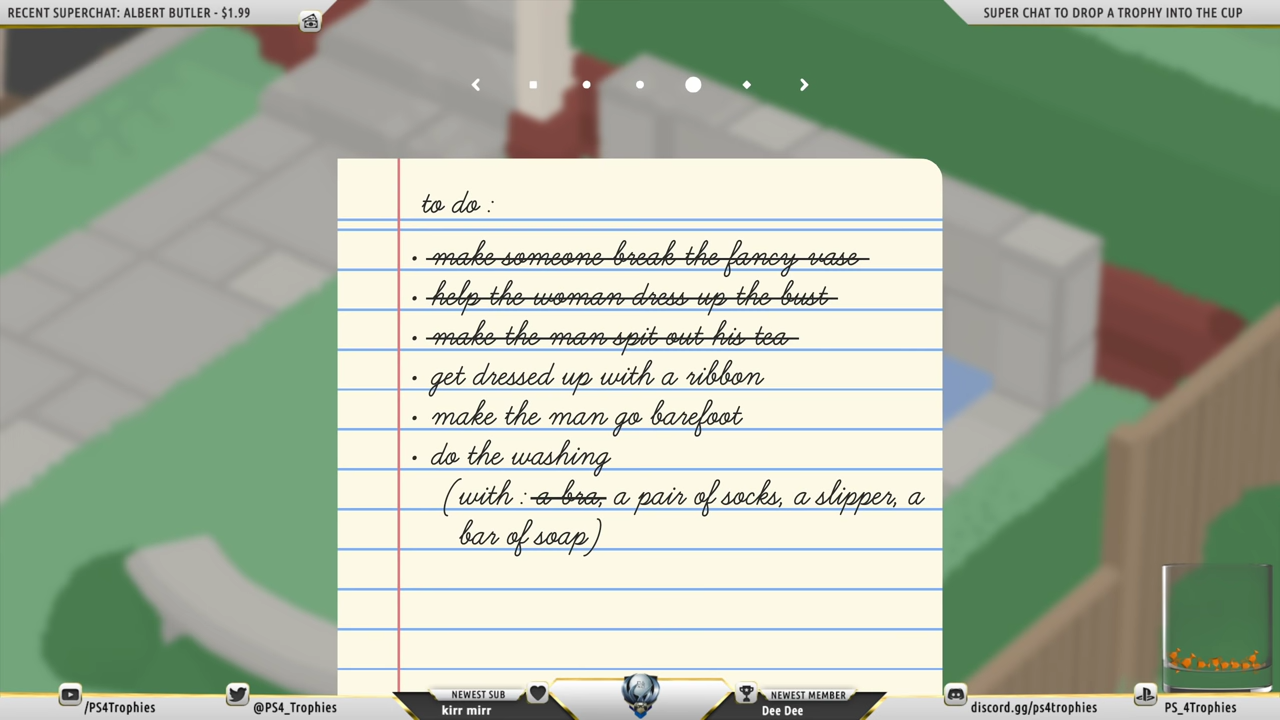 RECENT SUPERCHAT: ALBERT BUTLER - $1.99
SUPER CHAT TO DROP A TROPHY INTO THE CUP
to do :
• make someone break the fancy vase
• help the woman dress up the bust
• make the man spit out his tea
• get dressed up with a ribbon
• make the man go barefoot
• do the washing
(with : a bra, a pair of socks, a slipper, a
bar of soap)
/PS4Trophies
@PS4_Trophies
NEWEST SUB
kirr mirr
NEWEST MEMBER
Dee Dee
discord.gg/ps4trophies
PS_4Trophies